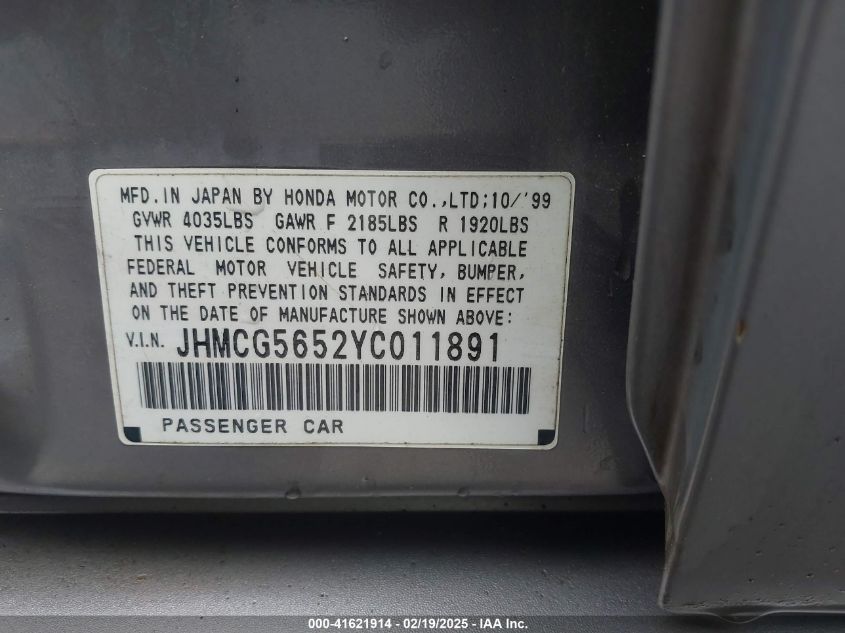 MFD.IN JAPAN BY HONDA MOTOR CO.,LTD;10/'99
GVWR 4035LBS GAWR F 2185LBS R 1920LBS
THIS VEHICLE CONFORMS TO ALL APPLICABLE
FEDERAL MOTOR VEHICLE SAFETY, BUMPER,
AND THEFT PREVENTION STANDARDS IN EFFECT
ON THE DATE OF MANUFACTURE SHOWN ABOVE:
V.I.N. JHMCG5652YC011891
PASSENGER CAR
000-41621914 - 02/19/2025 - IAAI Inc.